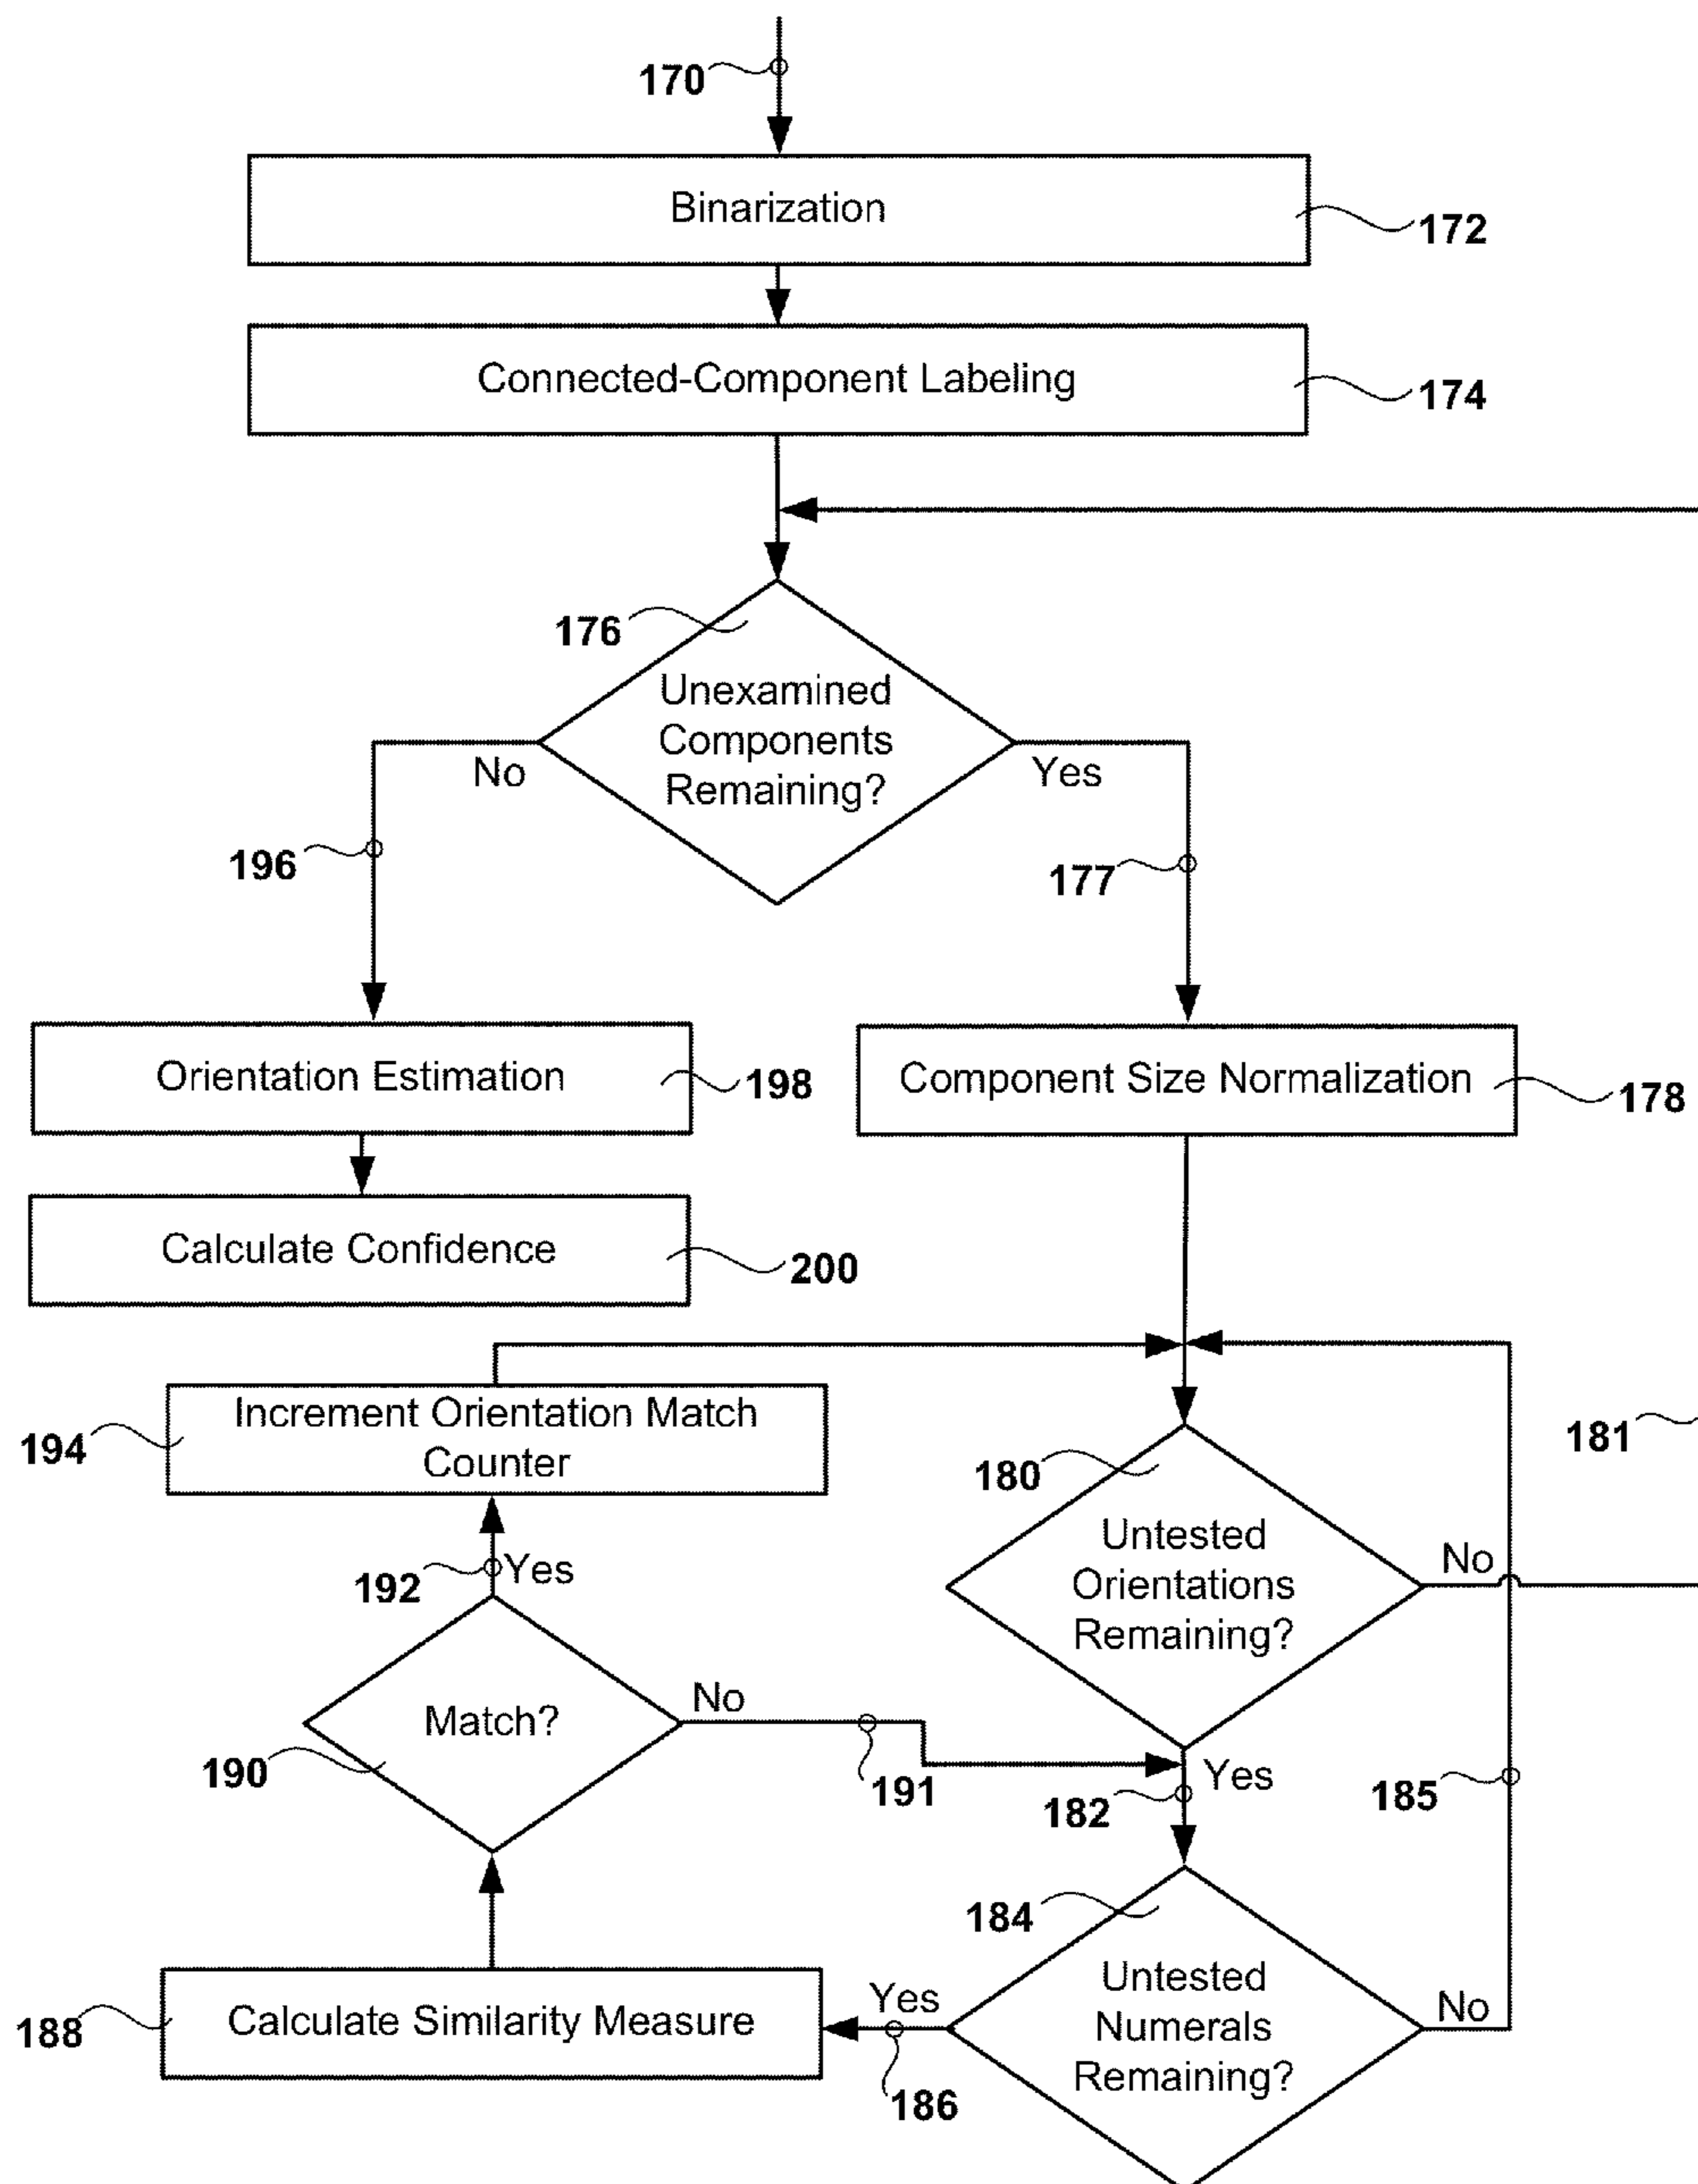 170
Binarization
172
Connected-Component Labeling
174
176
Unexamined
Components
Remaining?
No
Yes
196
177
Orientation Estimation
198
Component Size Normalization
178
Calculate Confidence
200
Increment Orientation Match
Counter
194
181
180
Untested
Orientations
Remaining?
No
192
Yes
Match?
No
190
191
Yes
182
185
184
Untested
Numerals
Remaining?
Yes
No
188
Calculate Similarity Measure
186